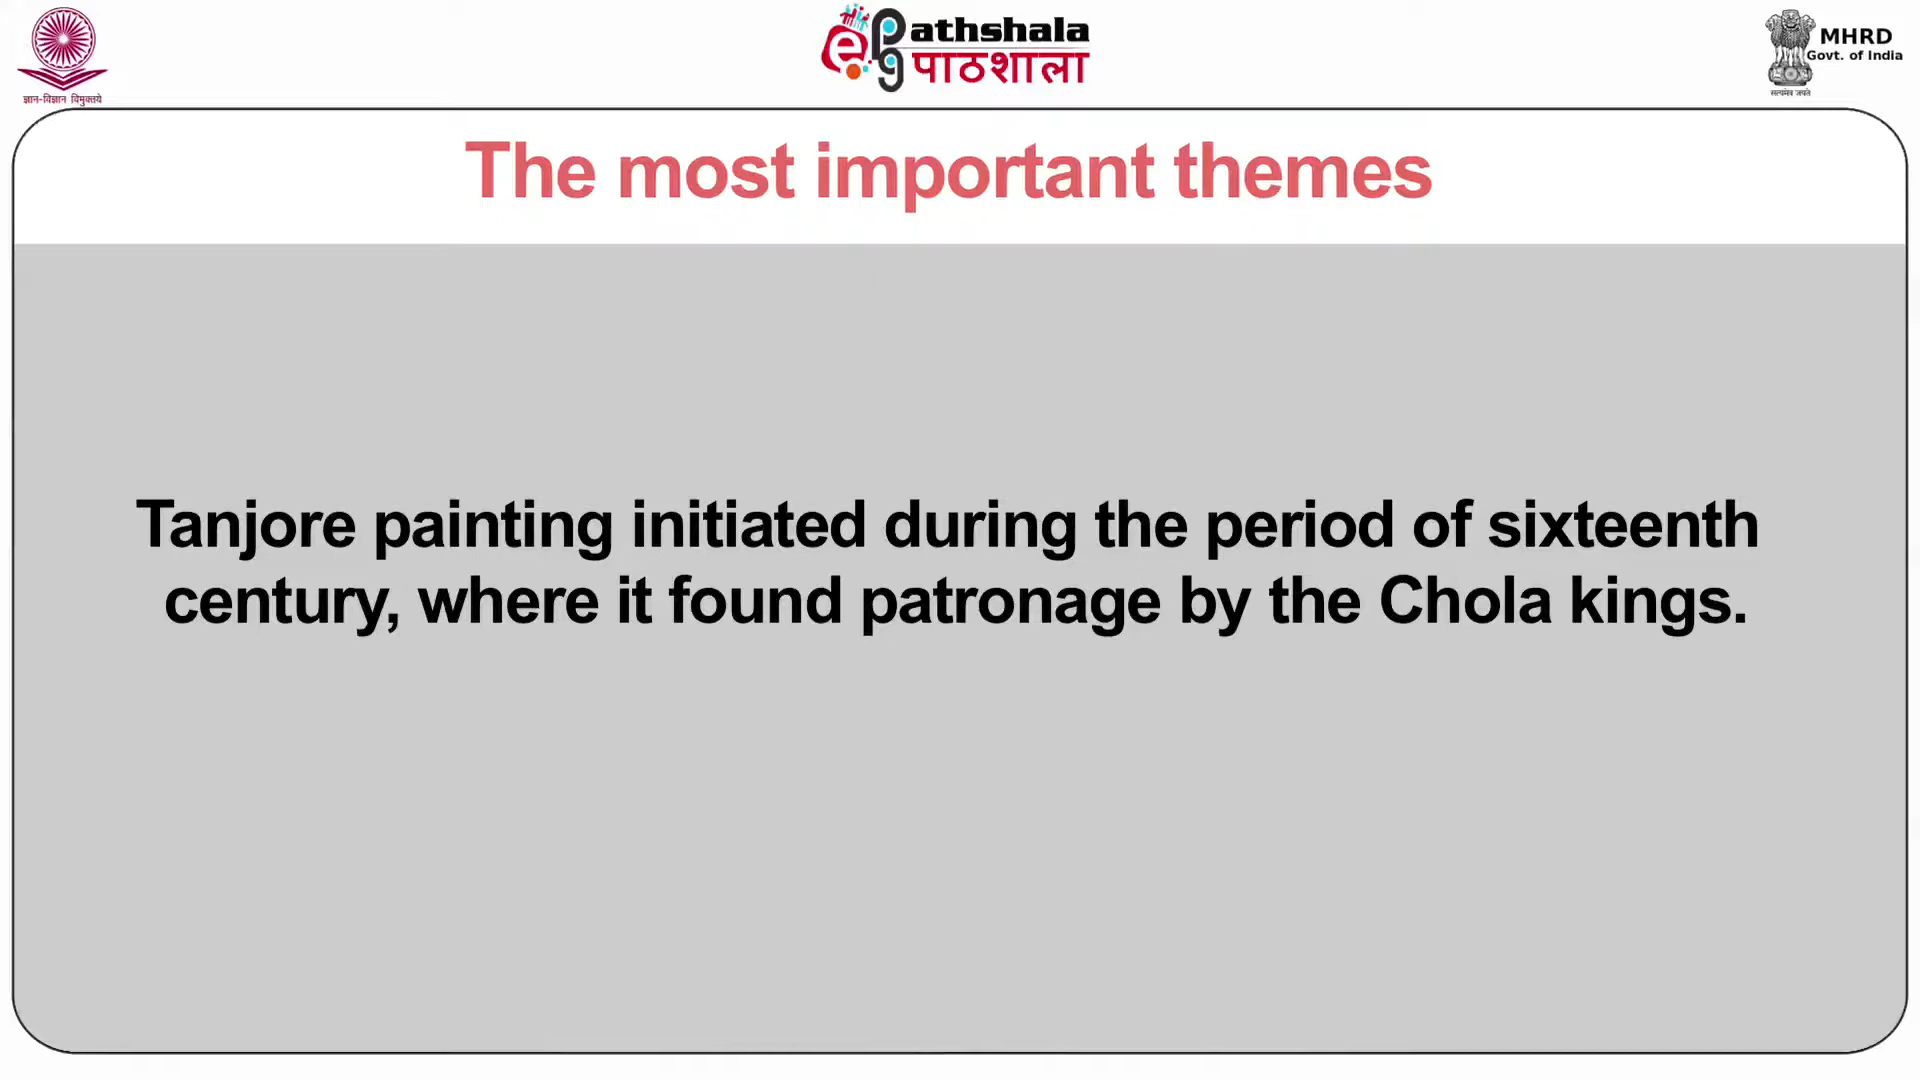 ज्ञान-विज्ञान विमुक्तये
ePathshala
पाठशाला
MHRD
Govt. of India
सत्यमेव जयते
The most important themes
Tanjore painting initiated during the period of sixteenth
century, where it found patronage by the Chola kings.